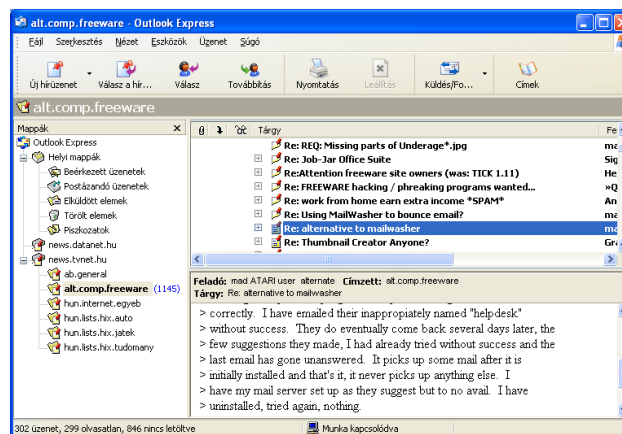 alt.comp.freeware - Outlook Express
Fájl Szerkesztés Nézet Eszközök Üzenet Súgó
Új hírüzenet Válasz a hír... Válasz Továbbítás Nyomtatás Leállítás Küldés/Fo... Címek
alt.comp.freeware
Mappák
Outlook Express
Helyi mappák
Beérkezett üzenetek
Postázandó üzenetek
Elküldött elemek
Törölt elemek
Piszkozatok
news.datanet.hu
news.tvnet.hu
ab.general
alt.comp.freeware (1145)
hun.internet.egyeb
hun.lists.hix.auto
hun.lists.hix.jatek
hun.lists.hix.tudomany
Tárgy Fe
Re: REQ: Missing parts of Underage*.jpg ma
Re: Job-Jar Office Suite Sig
Re:Attention freeware site owners (was: TICK 1.11) He
Re: FREEWARE hacking / phreaking programs wanted... »Q
Re: work from home earn extra income *SPAM* An
Re: Using MailWasher to bounce email? ma
Re: alternative to mailwasher ma
Re: Thumbnail Creator Anyone? Gra
Feladó: mad ATARI user alternate Címzett: alt.comp.freeware
Tárgy: Re: alternative to mailwasher
> correctly. I have emailed their inappropiately named "helpdesk"
> without success. They do eventually come back several days later, the
> few suggestions they made, I had already tried without success and the
> last email has gone unanswered. It picks up some mail after it is
> initially installed and that's it, it never picks up anything else. I
> have my mail server set up as they suggest but to no avail. I have
> uninstalled, tried again, nothing.
302 üzenet, 299 olvasatlan, 846 nincs letöltve Munka kapcsolódva